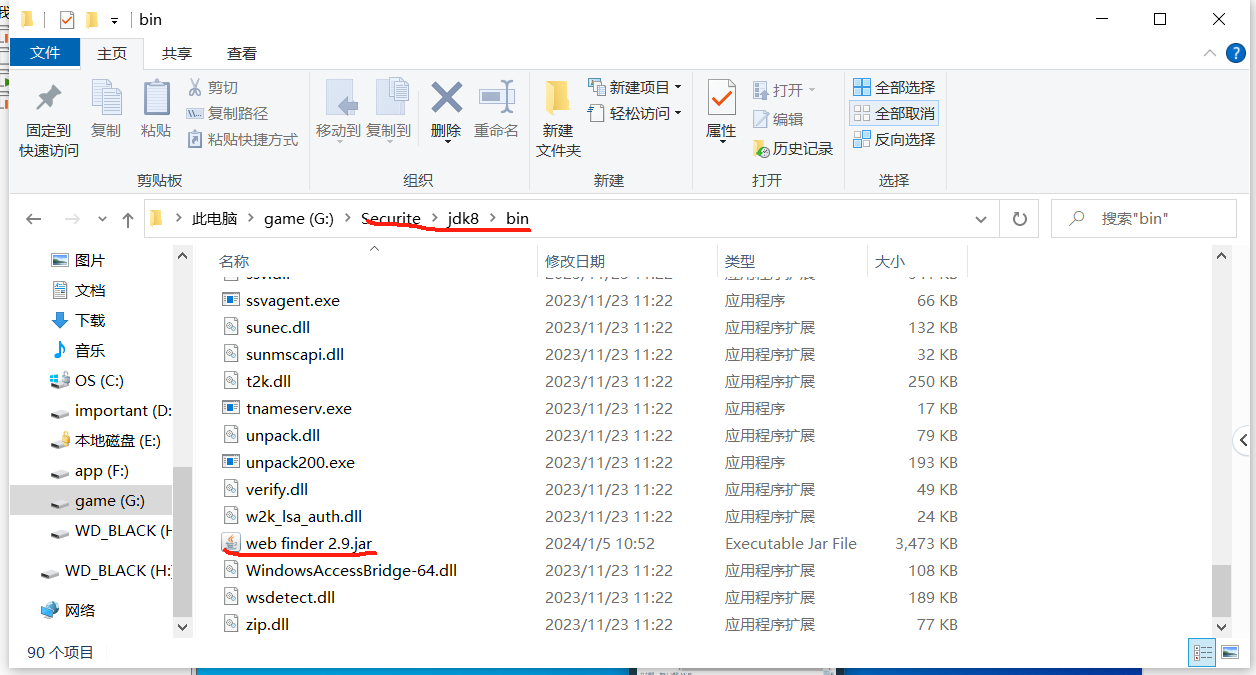 我
bin
文件 主页 共享 查看
固定到快速访问 复制 粘贴 剪切 复制路径 粘贴快捷方式 移动到 复制到 删除 重命名 新建文件夹 新建项目 轻松访问 属性 打开 编辑 历史记录 全部选择 全部取消 反向选择
剪贴板 组织 新建 打开 选择
此电脑 > game (G:) > Securite > jdk8 > bin 搜索"bin"
图片
文档
下载
音乐
OS (C:)
important (D:
本地磁盘 (E:)
app (F:)
game (G:)
WD_BLACK (H
WD_BLACK (H:
网络
名称 修改日期 类型 大小
ssvagent.exe 2023/11/23 11:22 应用程序 66 KB
sunec.dll 2023/11/23 11:22 应用程序扩展 132 KB
sunmscapi.dll 2023/11/23 11:22 应用程序扩展 32 KB
t2k.dll 2023/11/23 11:22 应用程序扩展 250 KB
tnameserv.exe 2023/11/23 11:22 应用程序 17 KB
unpack.dll 2023/11/23 11:22 应用程序扩展 79 KB
unpack200.exe 2023/11/23 11:22 应用程序 193 KB
verify.dll 2023/11/23 11:22 应用程序扩展 49 KB
w2k_lsa_auth.dll 2023/11/23 11:22 应用程序扩展 24 KB
web finder 2.9.jar 2024/1/5 10:52 Executable Jar File 3,473 KB
WindowsAccessBridge-64.dll 2023/11/23 11:22 应用程序扩展 108 KB
wsdetect.dll 2023/11/23 11:22 应用程序扩展 189 KB
zip.dll 2023/11/23 11:22 应用程序扩展 77 KB
90 个项目